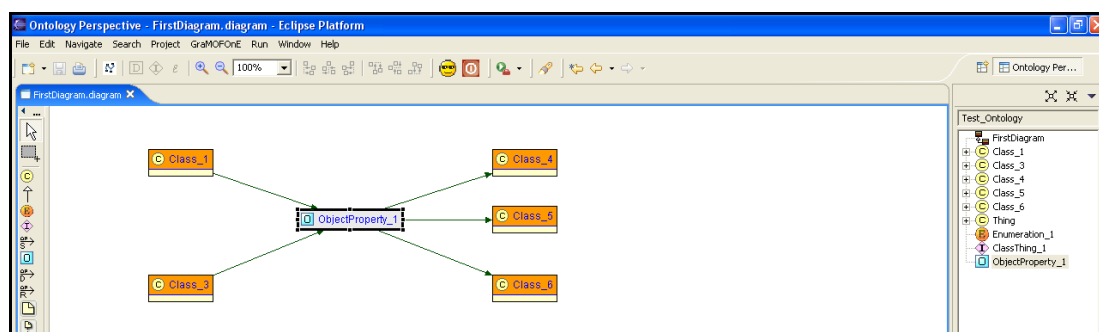 Ontology Perspective - FirstDiagram.diagram - Eclipse Platform
File Edit Navigate Search Project GraMOFOnE Run Window Help
100%
Ontology Per...
FirstDiagram.diagram
Test_Ontology
FirstDiagram
Class_1
Class_3
Class_4
Class_5
Class_6
Thing
Enumeration_1
ClassThing_1
ObjectProperty_1
Class_1
Class_4
ObjectProperty_1
Class_5
Class_3
Class_6